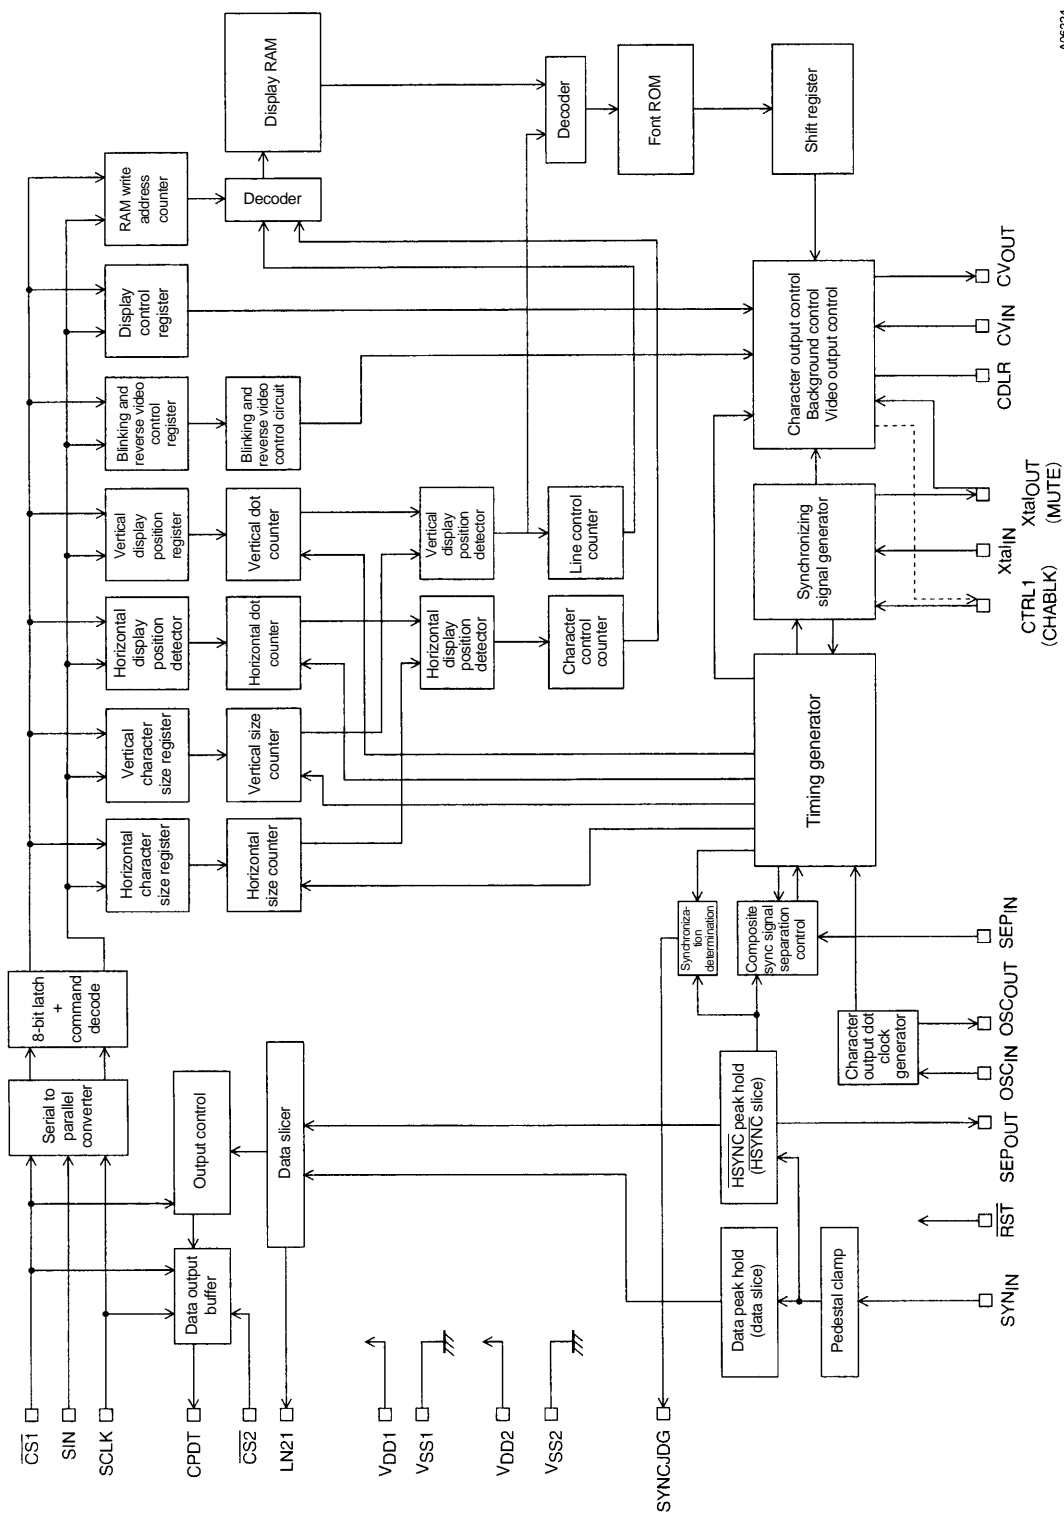 CS1
SIN
SCLK
CPDT
CS2
LN21
VDD1
VSS1
VDD2
VSS2
SYNCJDG
Serial to
parallel
converter
8-bit latch
+
command
decode
Data output
buffer
Output control
Data slicer
Horizontal
character
size register
Vertical
character
size register
Horizontal
display
position
detector
Vertical
display
position
register
Blinking and
reverse video
control
register
Display
control
register
RAM write
address
counter
Horizontal
size counter
Vertical size
counter
Horizontal dot
counter
Vertical dot
counter
Blinking and
reverse video
control circuit
Decoder
Display RAM
Horizontal
display
position
detector
Vertical
display
position
detector
Character
control
counter
Line control
counter
Decoder
Font ROM
Shift register
Synchroniza-
tion
determination
Composite
sync signal
separation
control
Timing generator
Synchronizing
signal generator
Character output control
Background control
Video output control
Data peak hold
(data slice)
HSYNC peak hold
(HSYNC slice)
Pedestal clamp
Character
output dot
clock
generator
SYNIN
RST
SEPOUT
OSCIN
OSCOUT
SEPIN
CTRL1
(CHABLK)
XtalIN
XtalOUT
(MUTE)
CDLR
CVIN
CVOUT